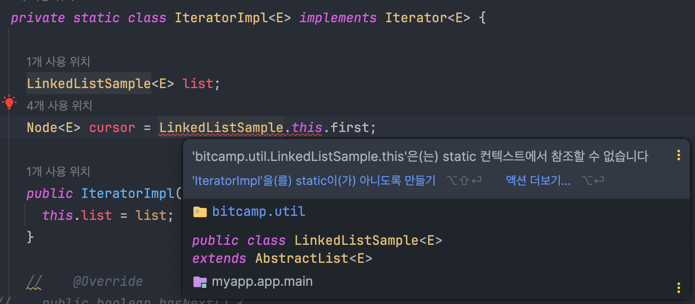 private static class IteratorImpl<E> implements Iterator<E> {
1개 사용 위치
LinkedListSample<E> list;
4개 사용 위치
Node<E> cursor = LinkedListSample.this.first;
'bitcamp.util.LinkedListSample.this'은(는) static 컨텍스트에서 참조할 수 없습니다
1개 사용 위치
'IteratorImpl'을(를) static이(가) 아니도록 만들기 ⌥⇧⏎ 액션 더보기... ⌥⏎
public IteratorImpl(
bitcamp.util
this.list = list;
}
public class LinkedListSample<E>
extends AbstractList<E>
// @Override
myapp.app.main
// public boolean hasNext() {